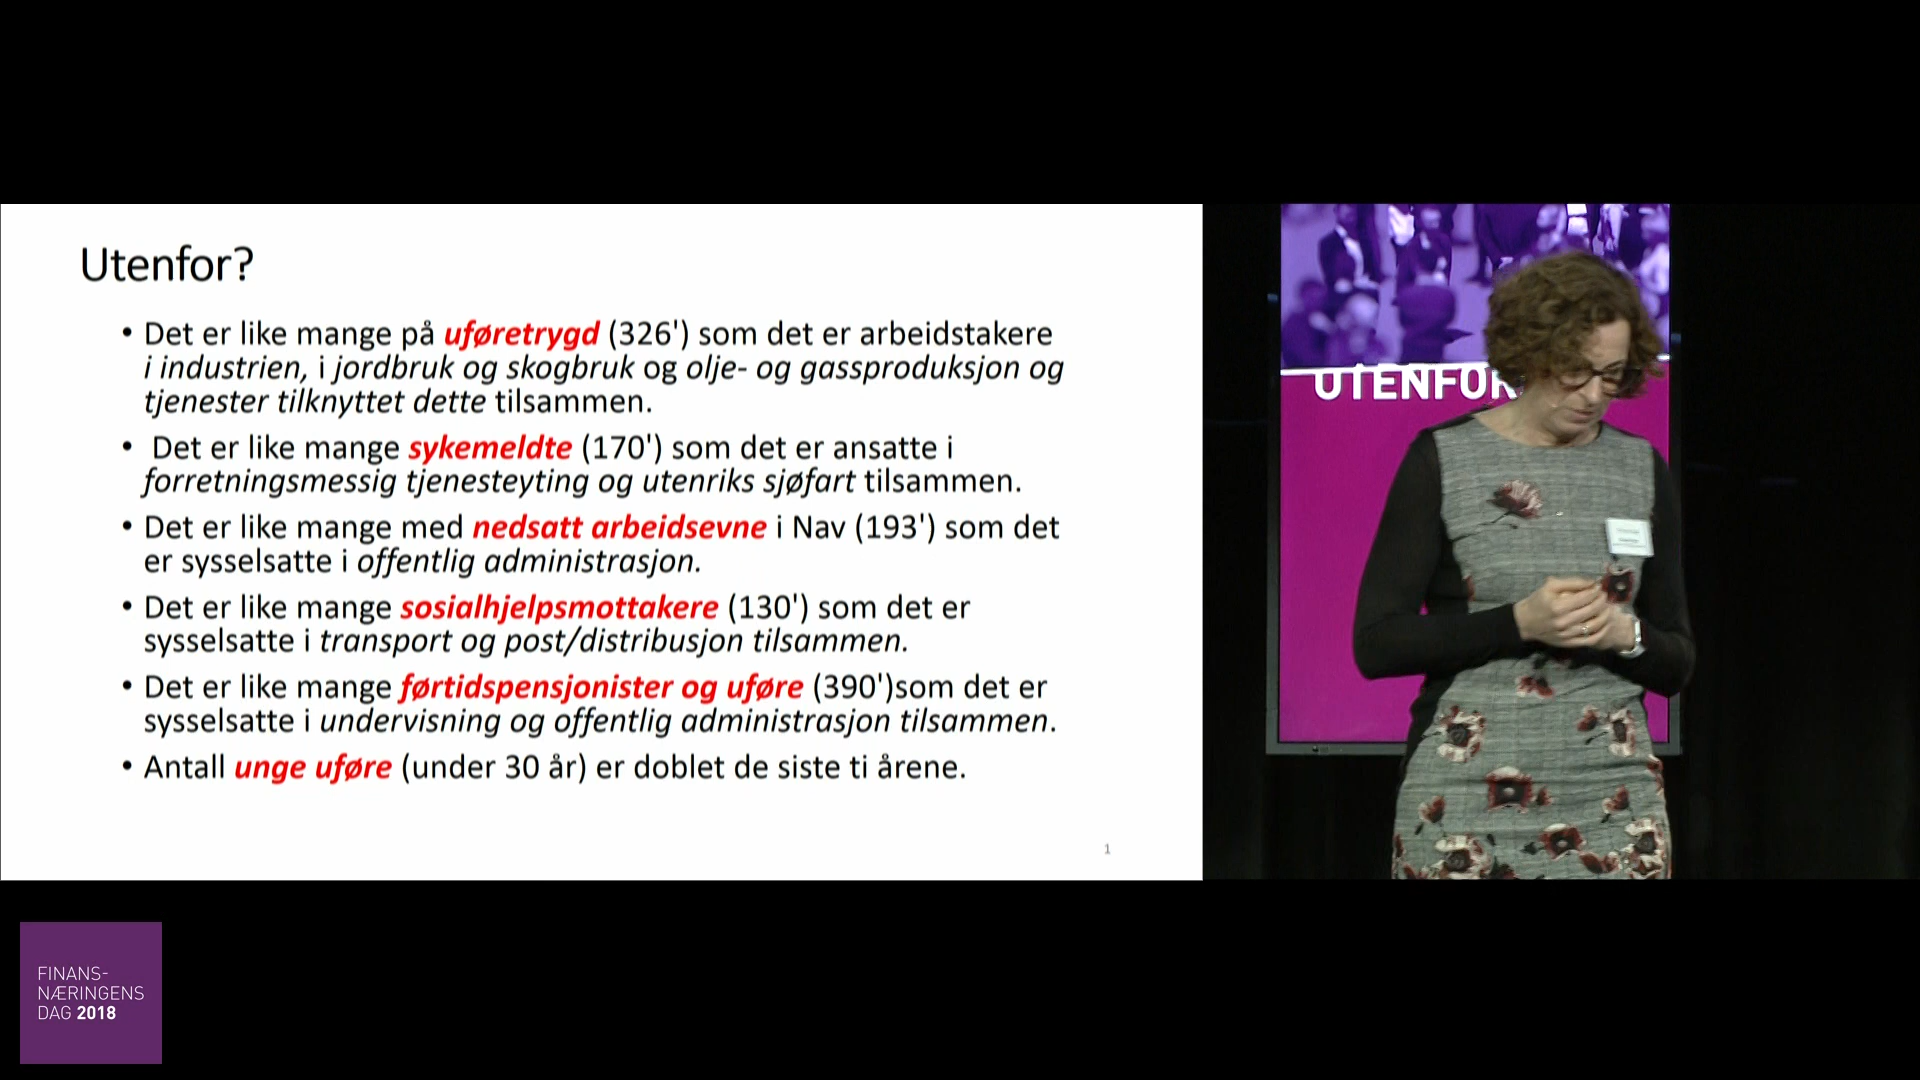 Utenfor?
• Det er like mange på uføretrygd (326') som det er arbeidstakere
i industrien, i jordbruk og skogbruk og olje- og gassproduksjon og
tjenester tilknyttet dette tilsammen.
• Det er like mange sykemeldte (170') som det er ansatte i
forretningsmessig tjenesteyting og utenriks sjøfart tilsammen.
• Det er like mange med nedsatt arbeidsevne i Nav (193') som det
er sysselsatte i offentlig administrasjon.
• Det er like mange sosialhjelpsmottakere (130') som det er
sysselsatte i transport og post/distribusjon tilsammen.
• Det er like mange førtidspensjonister og uføre (390')som det er
sysselsatte i undervisning og offentlig administrasjon tilsammen.
• Antall unge uføre (under 30 år) er doblet de siste ti årene.
1
UTENFOR
FINANS-
NÆRINGENS
DAG 2018